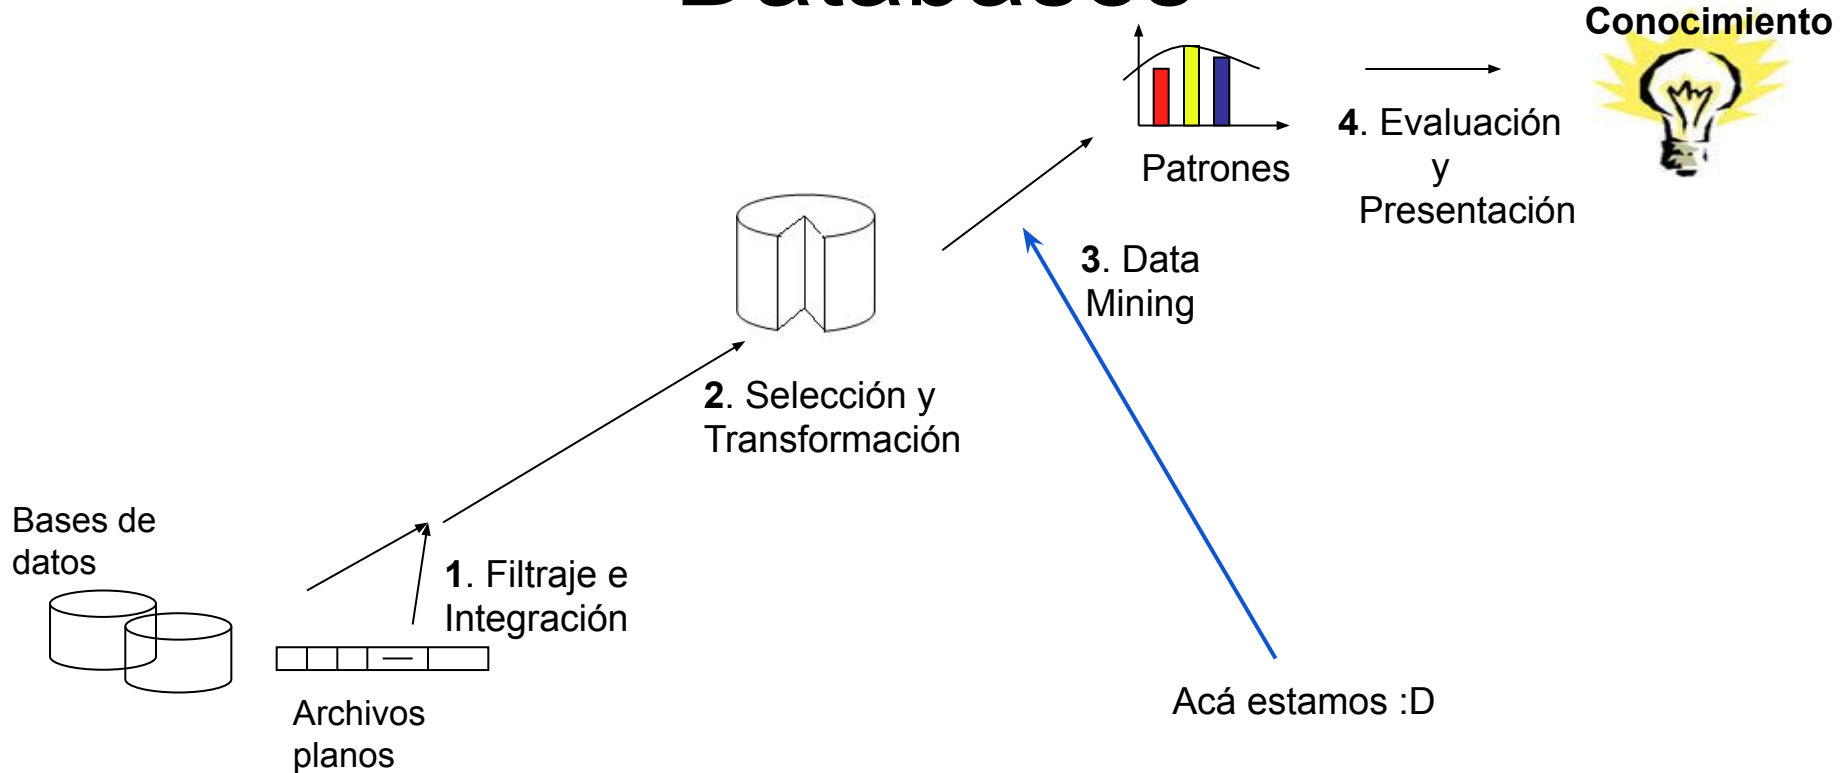 Databases
Conocimiento
4. Evaluación
y
Presentación
Patrones
3. Data
Mining
2. Selección y
Transformación
Bases de
datos
1. Filtraje e
Integración
Archivos
planos
Acá estamos :D